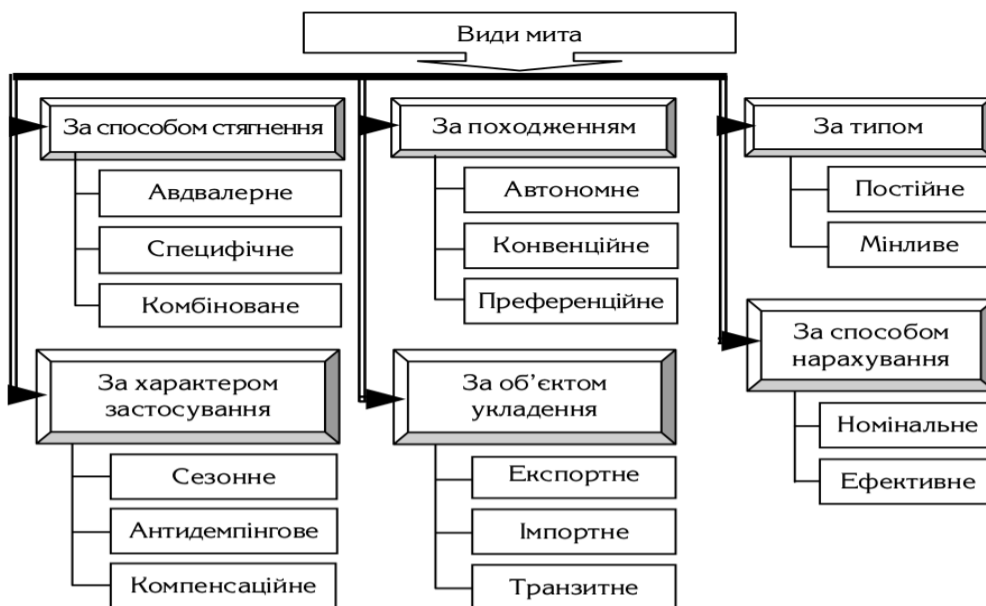 Види мита
За способом стягнення
Авдвалерне
Специфічне
Комбіноване
За характером
застосування
Сезонне
Антидемпінгове
Компенсаційне
За походженням
Автономне
Конвенційне
Преференційне
За об’єктом
укладення
Експортне
Імпортне
Транзитне
За типом
Постійне
Мінливе
За способом
нарахування
Номінальне
Ефективне